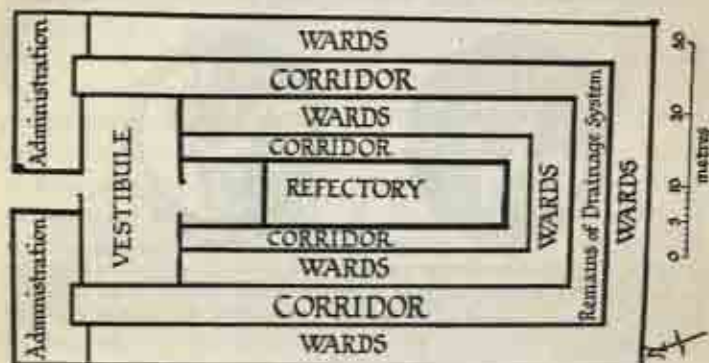 WARDS
CORRIDOR
WARDS
CORRIDOR
REFECTORY
CORRIDOR
WARDS
CORRIDOR
WARDS
Administration
Administration
VESTIBULE
WARDS
Remains of Drainage System
WARDS
0 5 10 20 30
metres
N